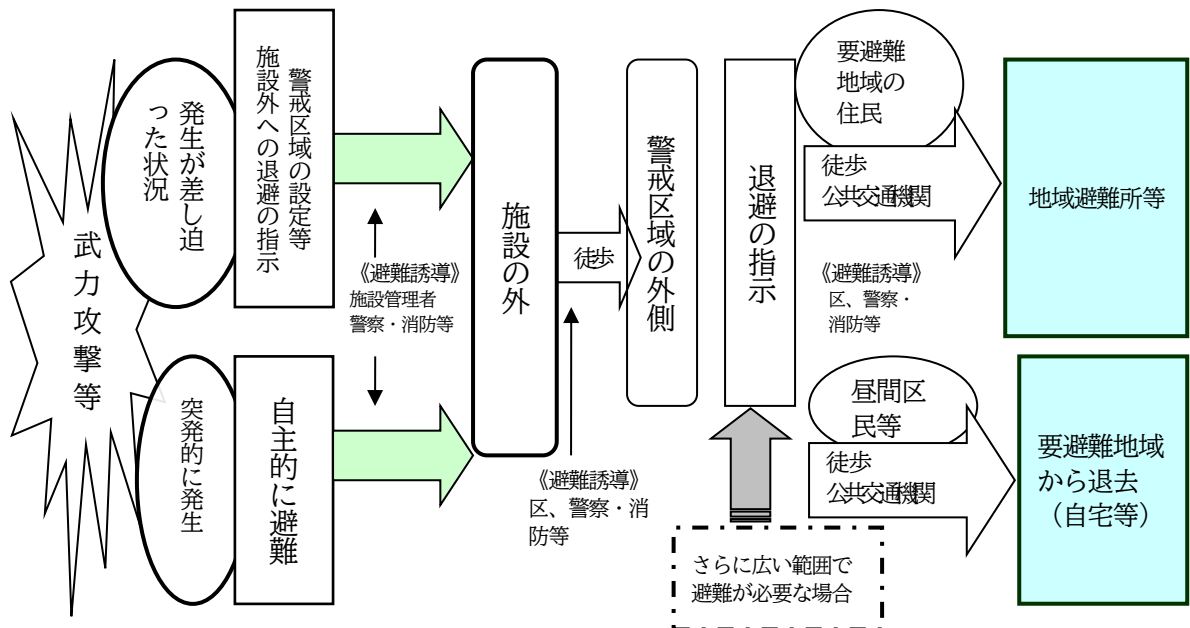 武力攻撃等
発生が差し迫
った状況
突発的に発生
警戒区域の設定等
施設外への退避の指示
自主的に避難
《避難誘導》
施設管理者
警察・消防等
施設の外
徒歩
《避難誘導》
区、警察・消
防等
警戒区域の外側
退避の指示
さらに広い範囲で
避難が必要な場合
要避難
地域の
住民
徒歩
公共交通機関
《避難誘導》
区、警察・
消防等
地域避難所等
昼間区
民等
徒歩
公共交通機関
要避難地域
から退去
（自宅等）